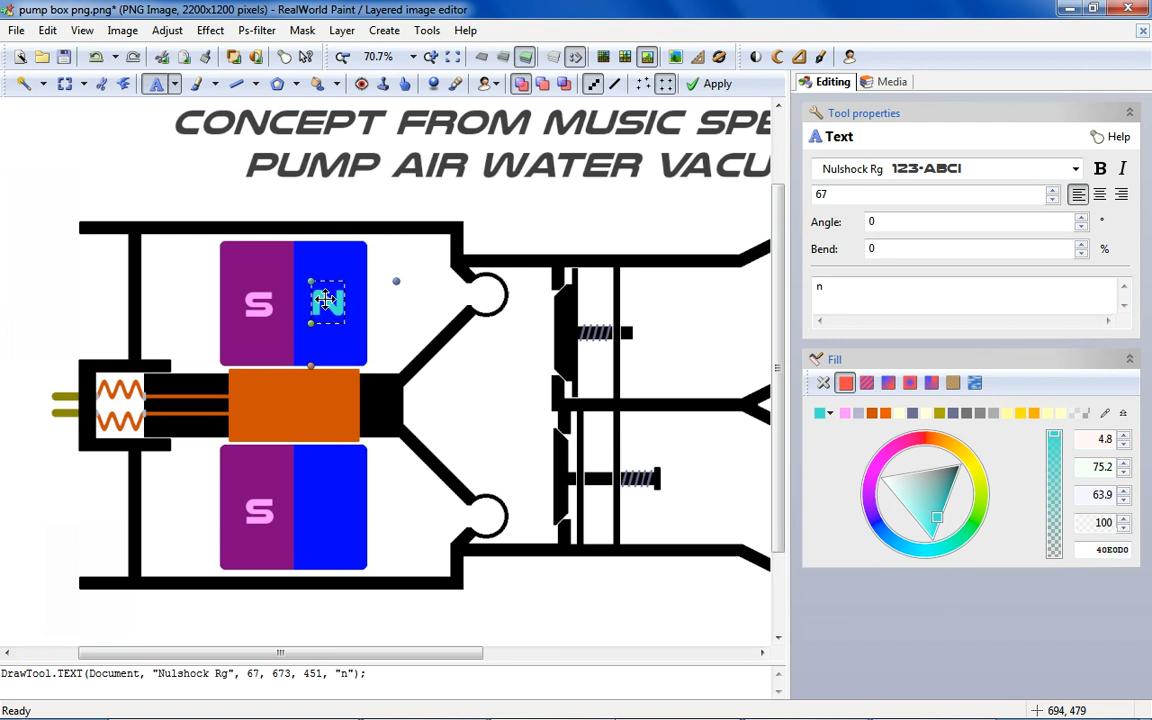 pump box png.png* (PNG Image, 2200x1200 pixels) - RealWorld Paint / Layered image editor
File Edit View Image Adjust Effect Ps-filter Mask Layer Create Tools Help
70.7%
Apply
Editing Media
CONCEPT FROM MUSIC SPE
PUMP AIR WATER VACU
S N
S
Tool properties
Text Help
Nulshock Rg 123-ABCI B I
67
Angle: 0 °
Bend: 0 %
n
Fill
4.8
75.2
63.9
100
40E0D0
DrawTool.TEXT(Document, "Nulshock Rg", 67, 673, 451, "n");
Ready 694, 479